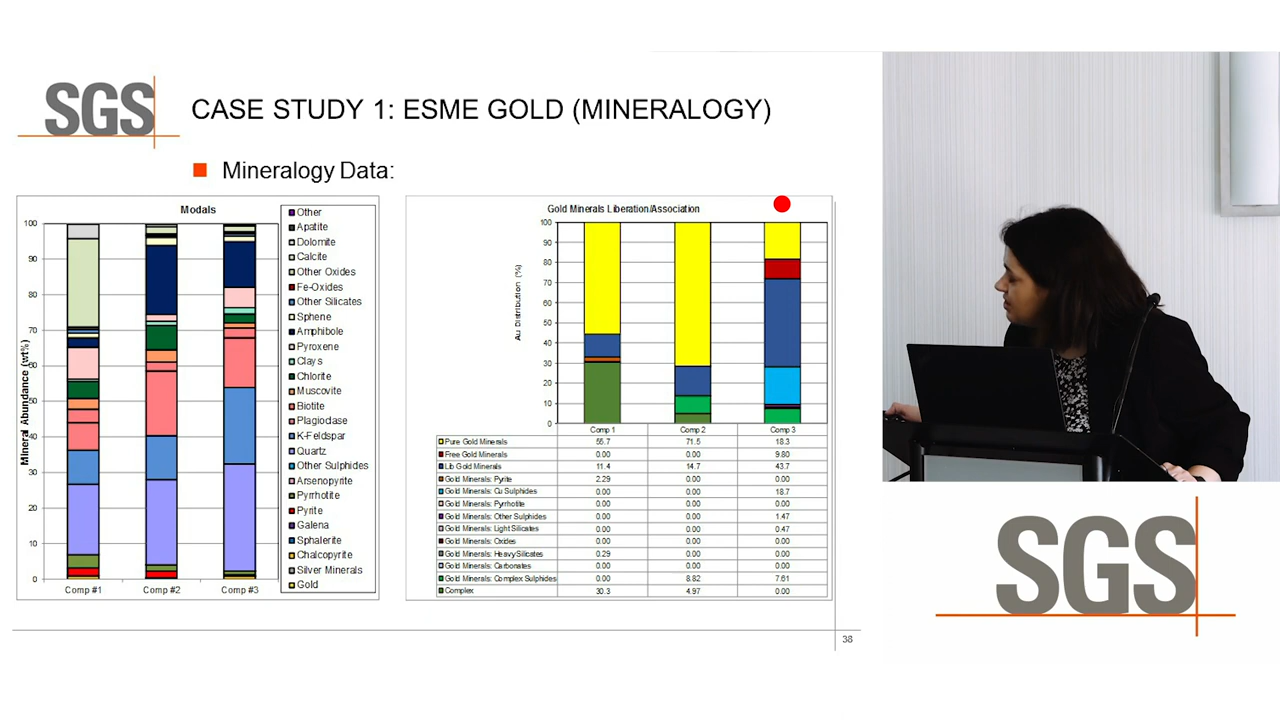 SGS
CASE STUDY 1: ESME GOLD (MINERALOGY)
Mineralogy Data:
Modals
Mineral Abundance (wt%)
100
90
80
70
60
50
40
30
20
10
0
Comp #1 Comp #2 Comp #3
Other
Apatite
Dolomite
Calcite
Other Oxides
Fe-Oxides
Other Silicates
Sphene
Amphibole
Pyroxene
Clays
Chlorite
Muscovite
Biotite
Plagiodase
K-Feldspar
Quartz
Other Sulphides
Arsenopyrite
Pyrrhotite
Pyrite
Galena
Sphalerite
Chalcopyrite
Silver Minerals
Gold
Gold Minerals Liberation/Association
Au Distribution (%)
100
90
80
70
60
50
40
30
20
10
0
Comp 1 Comp 2 Comp 3
Pure Gold Minerals 55.7 71.5 18.3
Free Gold Minerals 0.00 0.00 9.80
Lib Gold Minerals 11.4 14.7 43.7
Gold Minerals: Pyrite 2.29 0.00 0.00
Gold Minerals: Cu Sulphides 0.00 0.00 18.7
Gold Minerals: Pyrrhotite 0.00 0.00 0.00
Gold Minerals: Other Sulphides 0.00 0.00 1.47
Gold Minerals: Light Silicates 0.00 0.00 0.47
Gold Minerals: Oxides 0.00 0.00 0.00
Gold Minerals: Heavy Silicates 0.29 0.00 0.00
Gold Minerals: Carbonates 0.00 0.00 0.00
Gold Minerals: Complex Sulphides 0.00 8.82 7.61
Complex 30.3 4.97 0.00
38
SGS